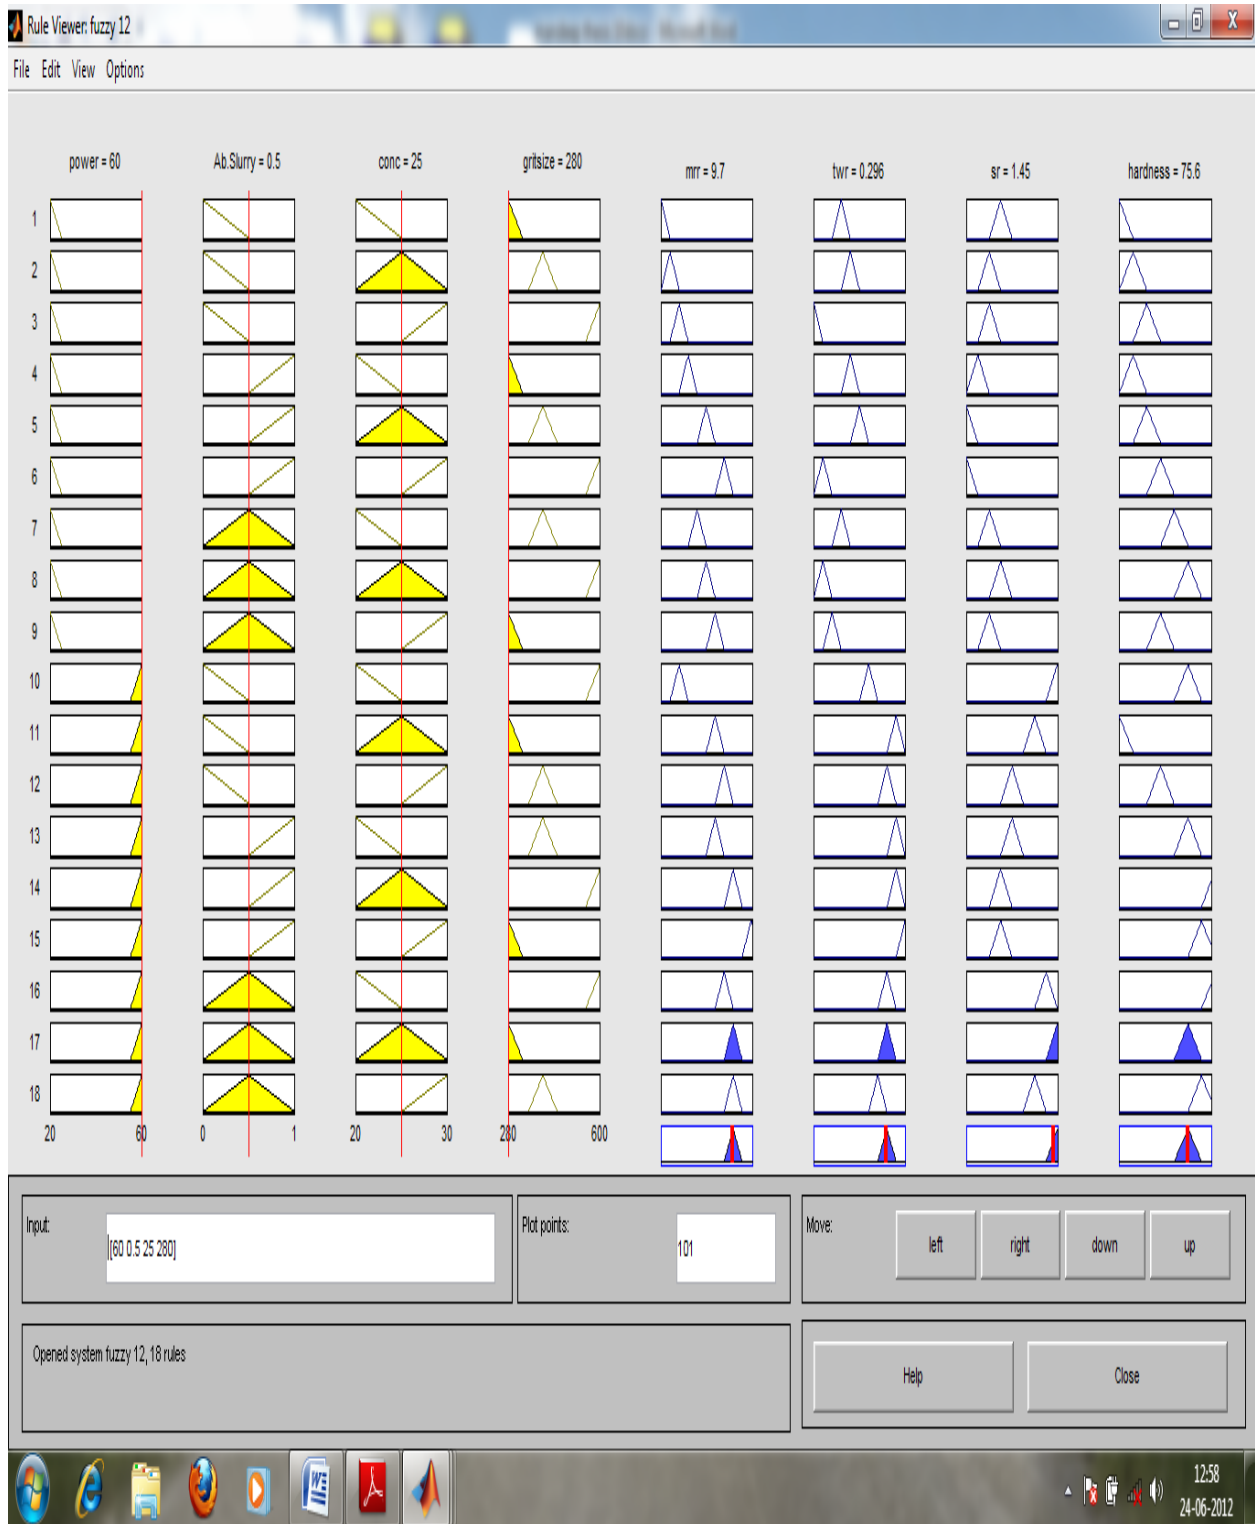 Rule Viewer: fuzzy 12
File Edit View Options
power = 60 Ab.Slurry = 0.5 conc = 25 gritsize = 280 mrr = 9.7 twr = 0.296 sr = 1.45 hardness = 75.6
1
2
3
4
5
6
7
8
9
10
11
12
13
14
15
16
17
18
20 60 0 1 20 30 280 600
Input: [60 0.5 25 280] Plot points: 101 Move: left right down up
Opened system fuzzy 12, 18 rules
Help Close
12:58
24-06-2012